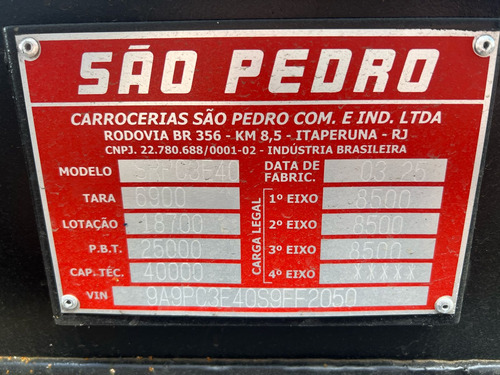 SÃO PEDRO
CARROCERIAS SÃO PEDRO COM. E IND. LTDA
RODOVIA BR 356 - KM 8,5 - ITAPERUNA - RJ
CNPJ. 22.780.688/0001-02 - INDÚSTRIA BRASILEIRA
MODELO DATA DE FABRIC. 03 25
TARA 6900 1º EIXO 8500
LOTAÇÃO 18700 CARGA LEGAL 2º EIXO 8500
P.B.T. 25000 3º EIXO 8500
CAP. TÉC. 40000 4º EIXO XXXXX
VIN 9A9PC3E40S9EF2050